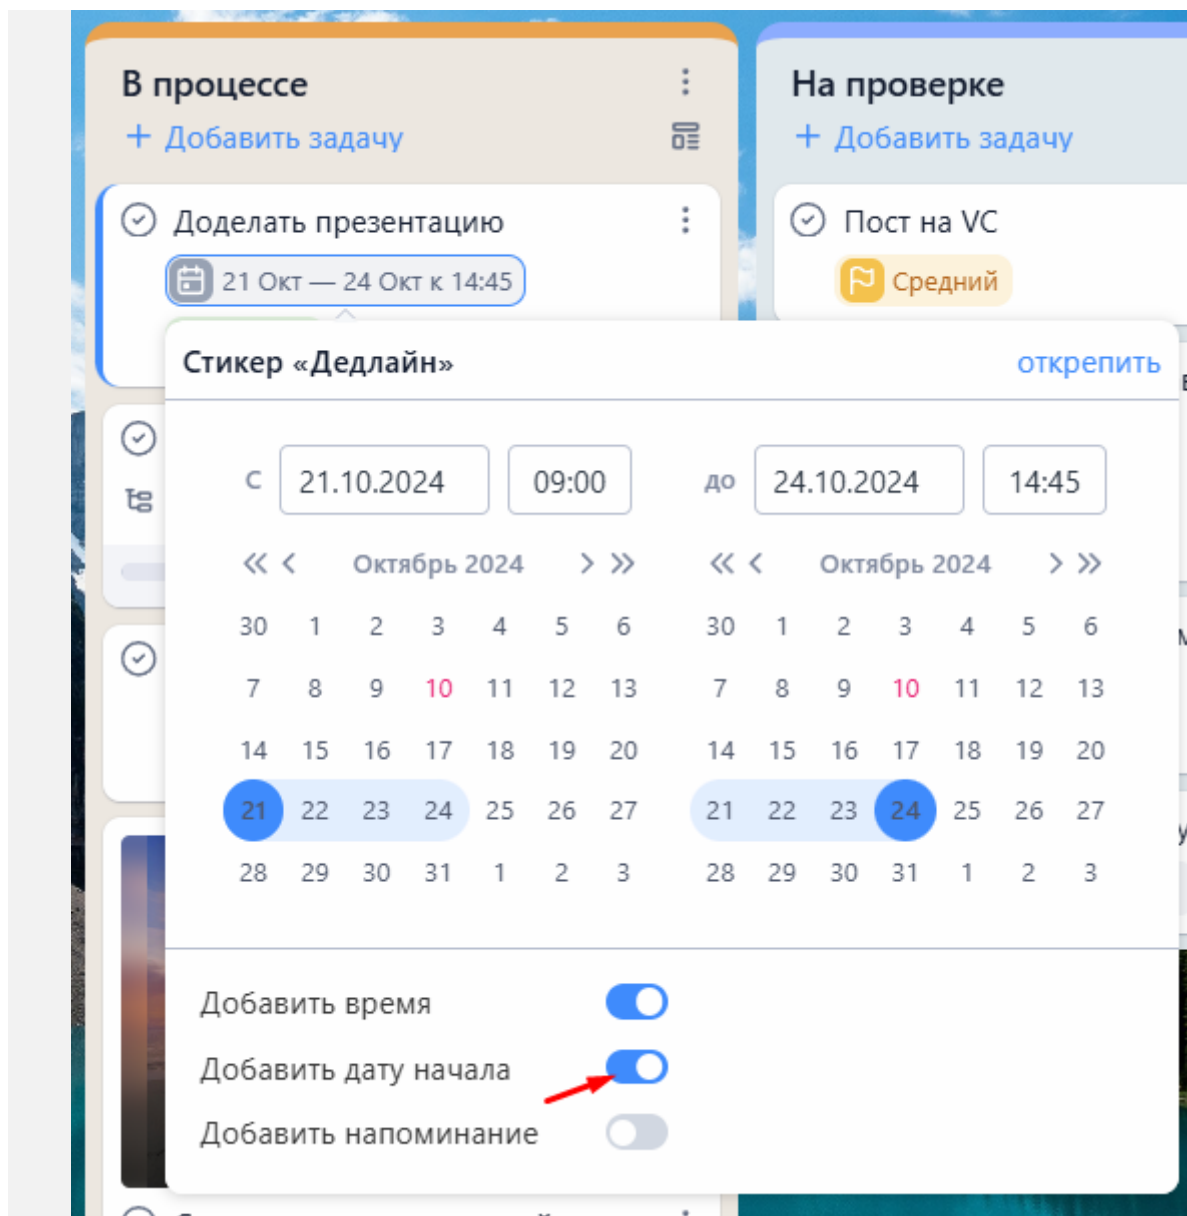 В процессе
+ Добавить задачу
Доделать презентацию
21 Окт — 24 Окт к 14:45
На проверке
+ Добавить задачу
Пост на VC
Средний
Стикер «Дедлайн»
открепить
с 21.10.2024 09:00 до 24.10.2024 14:45
« < Октябрь 2024 > »
30 1 2 3 4 5 6
7 8 9 10 11 12 13
14 15 16 17 18 19 20
21 22 23 24 25 26 27
28 29 30 31 1 2 3
« < Октябрь 2024 > »
30 1 2 3 4 5 6
7 8 9 10 11 12 13
14 15 16 17 18 19 20
21 22 23 24 25 26 27
28 29 30 31 1 2 3
Добавить время
Добавить дату начала
Добавить напоминание